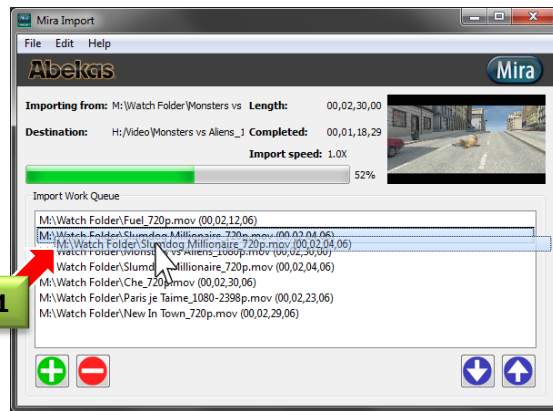 Mira Import
File Edit Help
Abekas
Mira
Importing from: M:\Watch Folder\Monsters vs Length: 00,02,30,00
Destination: H:/Video\Monsters vs Aliens_1 Completed: 00,01,18,29
Import speed: 1.0X
52%
Import Work Queue
M:\Watch Folder\Fuel_720p.mov (00,02,12,06)
M:\Watch Folder\Slumdog Millionaire_720p.mov (00,02,04,06)
M:\Watch Folder\Slumdog Millionaire_720p.mov (00,02,04,06)
M:\Watch Folder\Monsters vs Aliens_1080p.mov (00,02,30,00)
Watch Folder\Slumdog Millionaire_720p.mov (00,02,04,06)
M:\Watch Folder\Che_720p.mov (00,02,30,06)
1
M:\Watch Folder\Paris je Taime_1080-2398p.mov (00,02,23,06)
M:\Watch Folder\New In Town_720p.mov (00,02,29,06)